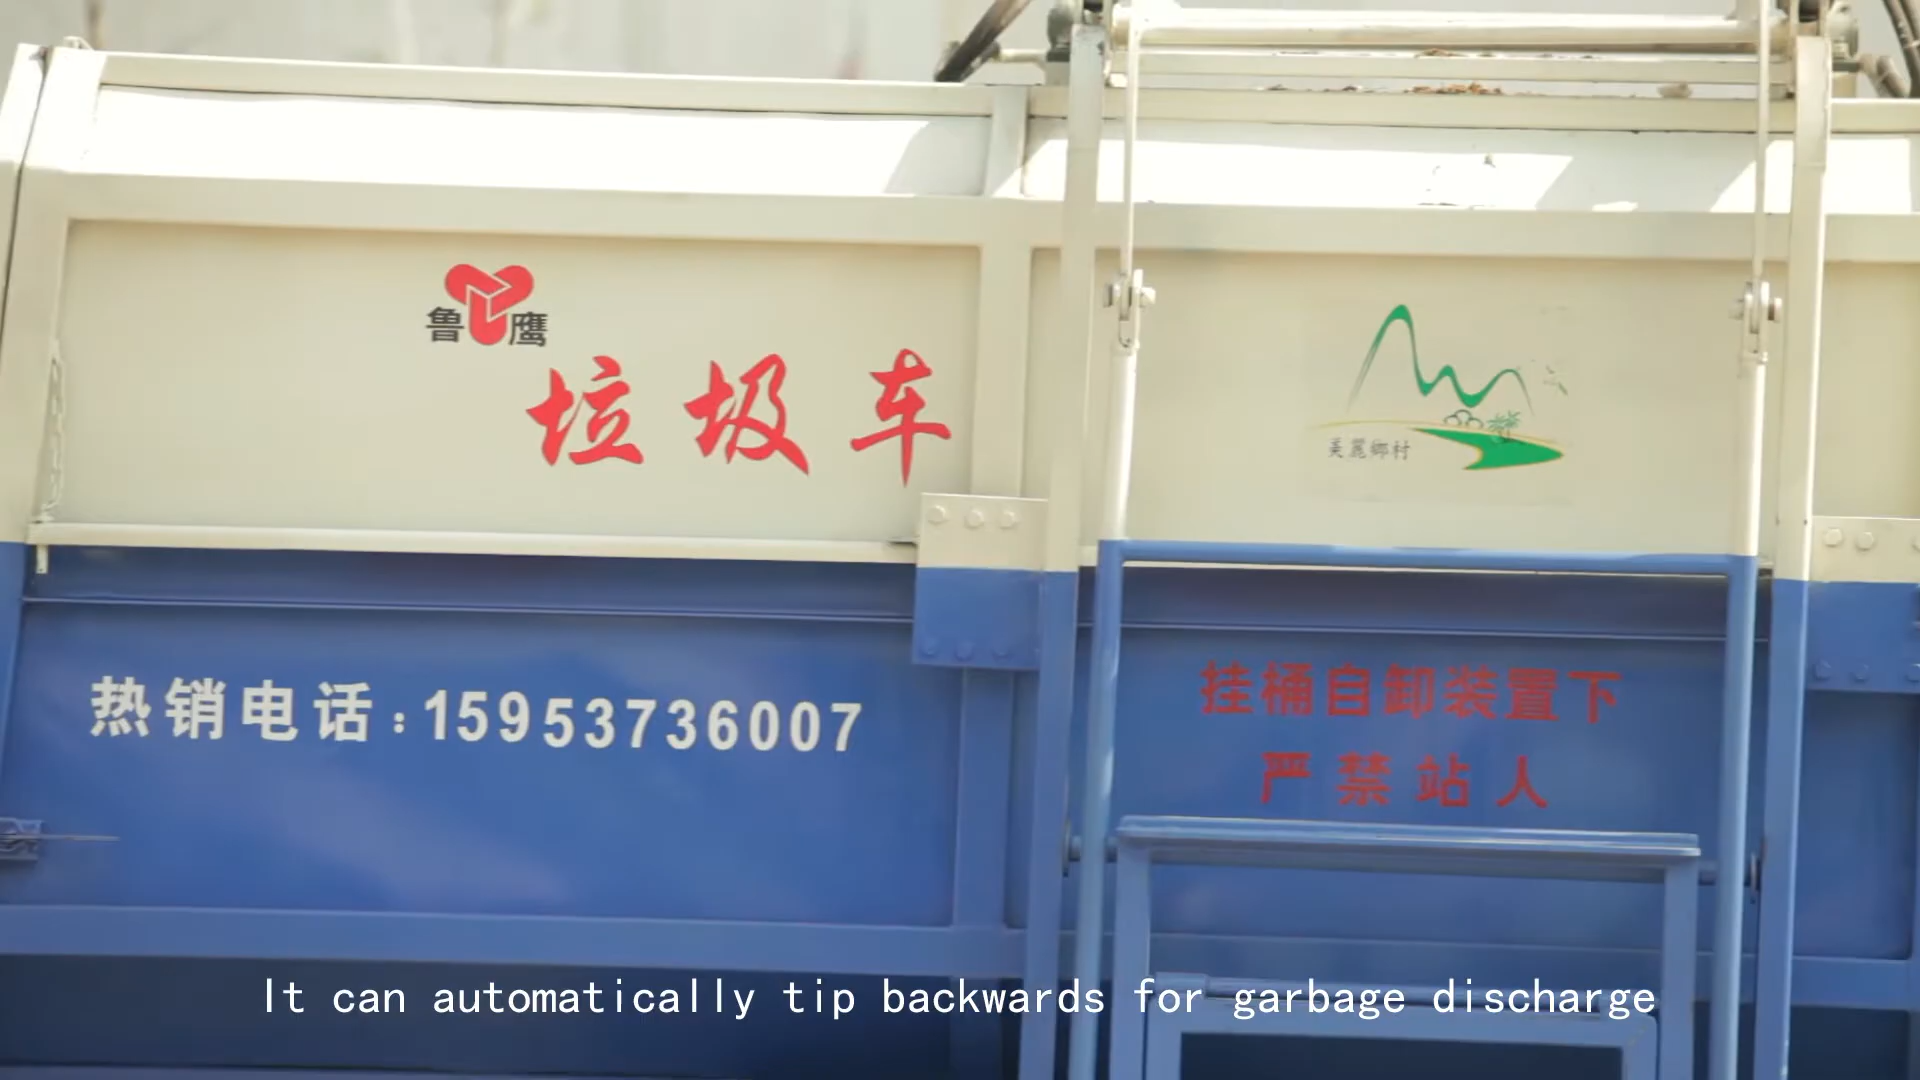 鲁鹰
垃圾车
美丽乡村
热销电话:15953736007
挂桶自卸装置下
严禁站人
It can automatically tip backwards for garbage discharge